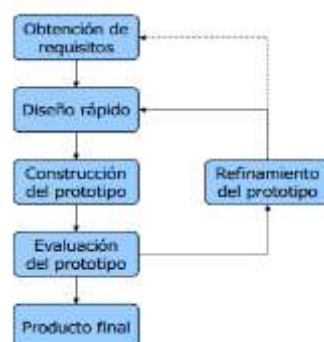 Obtención de
requisitos
Diseño rápido
Construcción
del prototipo
Refinamiento
del prototipo
Evaluación
del prototipo
Producto final